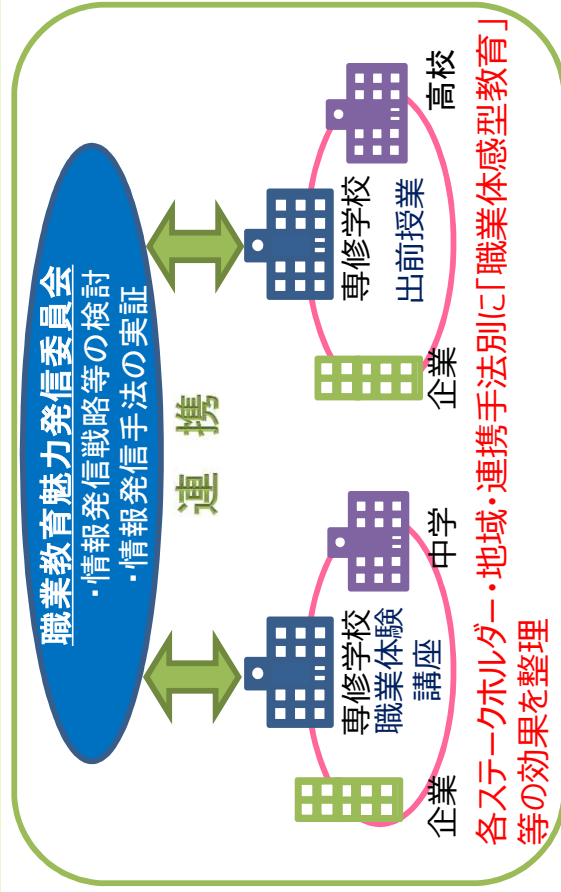 職業教育魅力発信委員会
・情報発信戦略等の検討
・情報発信手法の実証
連 携
専修学校
職業体験
講座
中学
企業
専修学校
出前授業
高校
企業
各ステークホルダー・地域・連携手法別に「職業体感型教育」
等の効果を整理